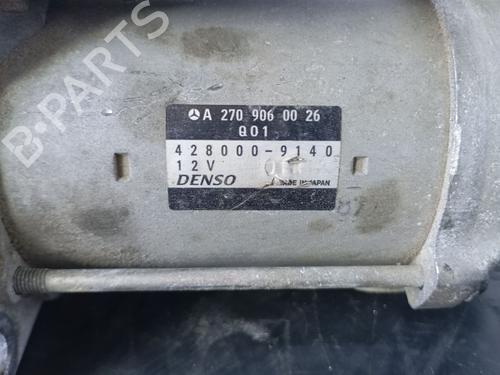 B-PARTS
A 270 906 00 26
Q01
428000-9140
12V
DENSO MADE IN JAPAN